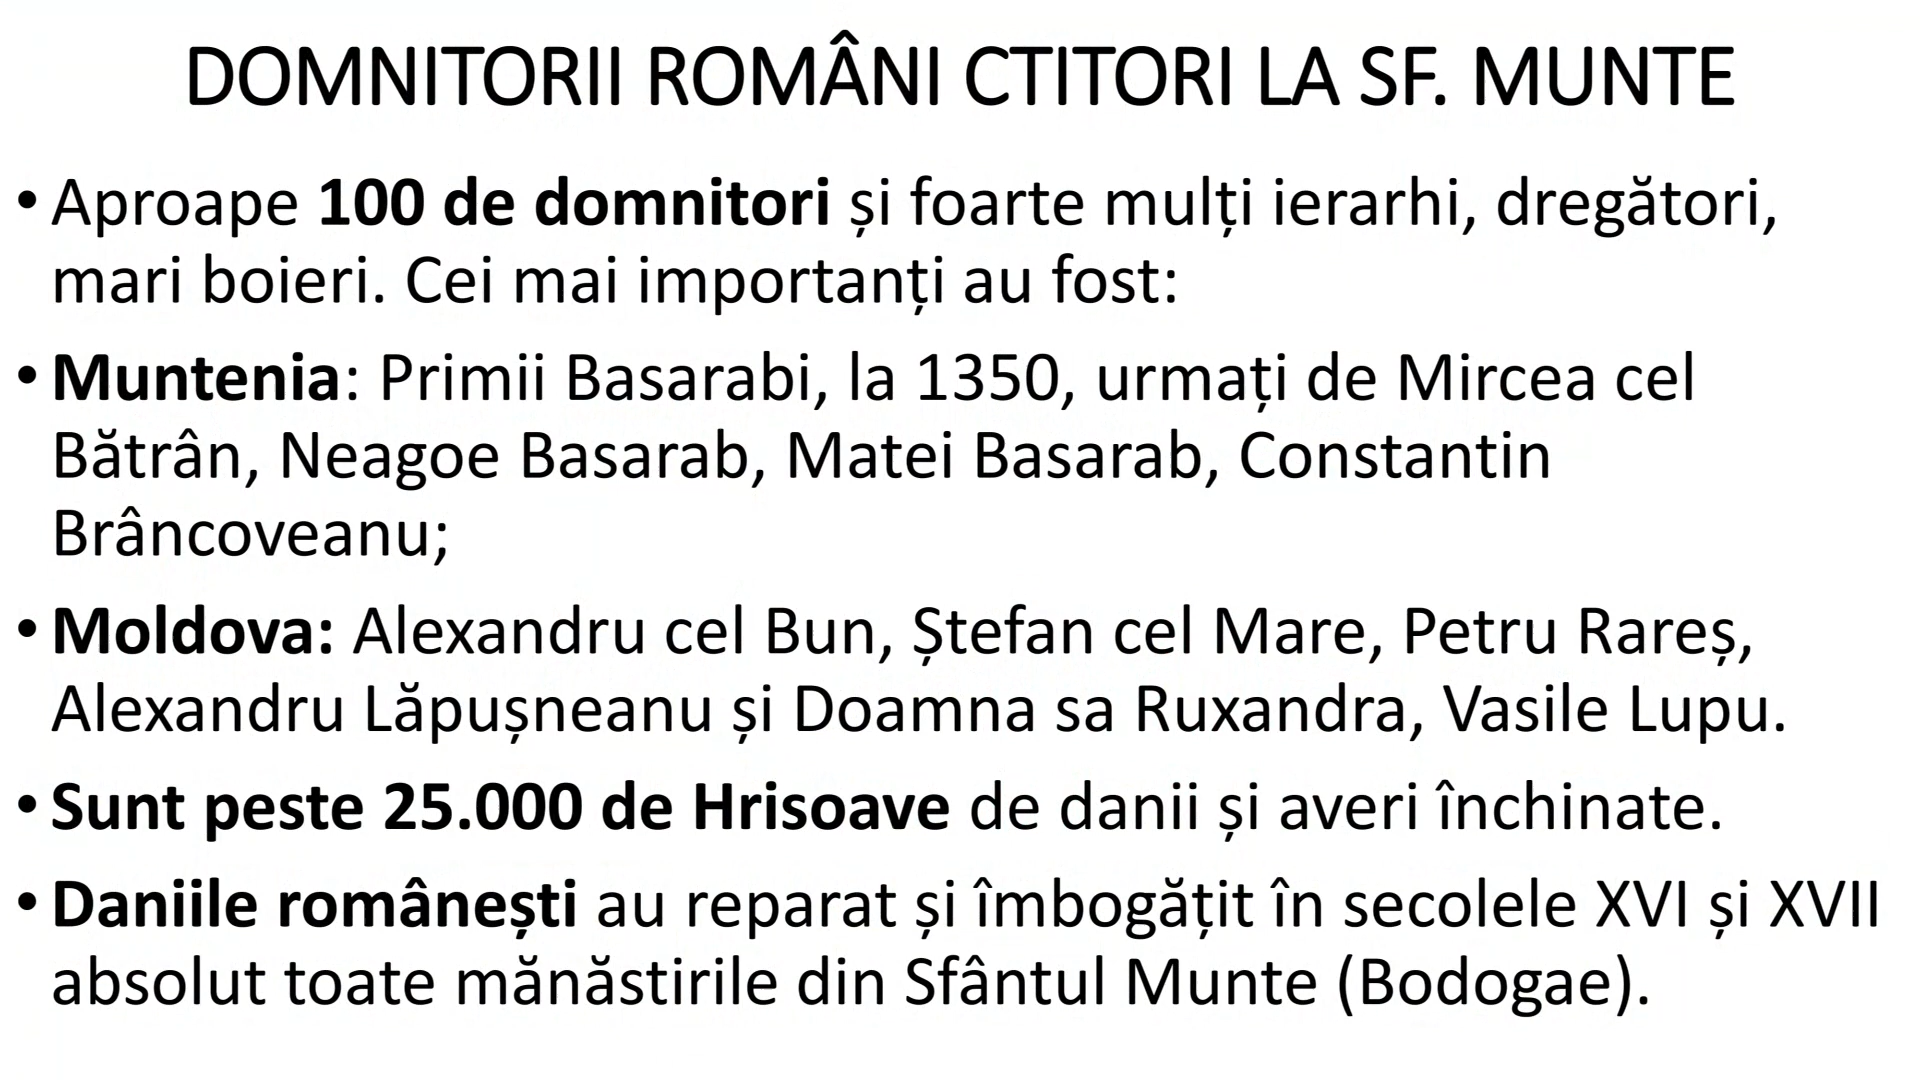 DOMNITORII ROMÂNI CTITORI LA SF. MUNTE
• Aproape 100 de domnitori și foarte mulți ierarhi, dregători,
mari boieri. Cei mai importanți au fost:
• Muntenia: Primii Basarabi, la 1350, urmați de Mircea cel
Bătrân, Neagoe Basarab, Matei Basarab, Constantin
Brâncoveanu;
• Moldova: Alexandru cel Bun, Ștefan cel Mare, Petru Rareș,
Alexandru Lăpușneanu și Doamna sa Ruxandra, Vasile Lupu.
• Sunt peste 25.000 de Hrisoave de danii și averi închinate.
• Daniile românești au reparat și îmbogățit în secolele XVI și XVII
absolut toate mănăstirile din Sfântul Munte (Bodogae).